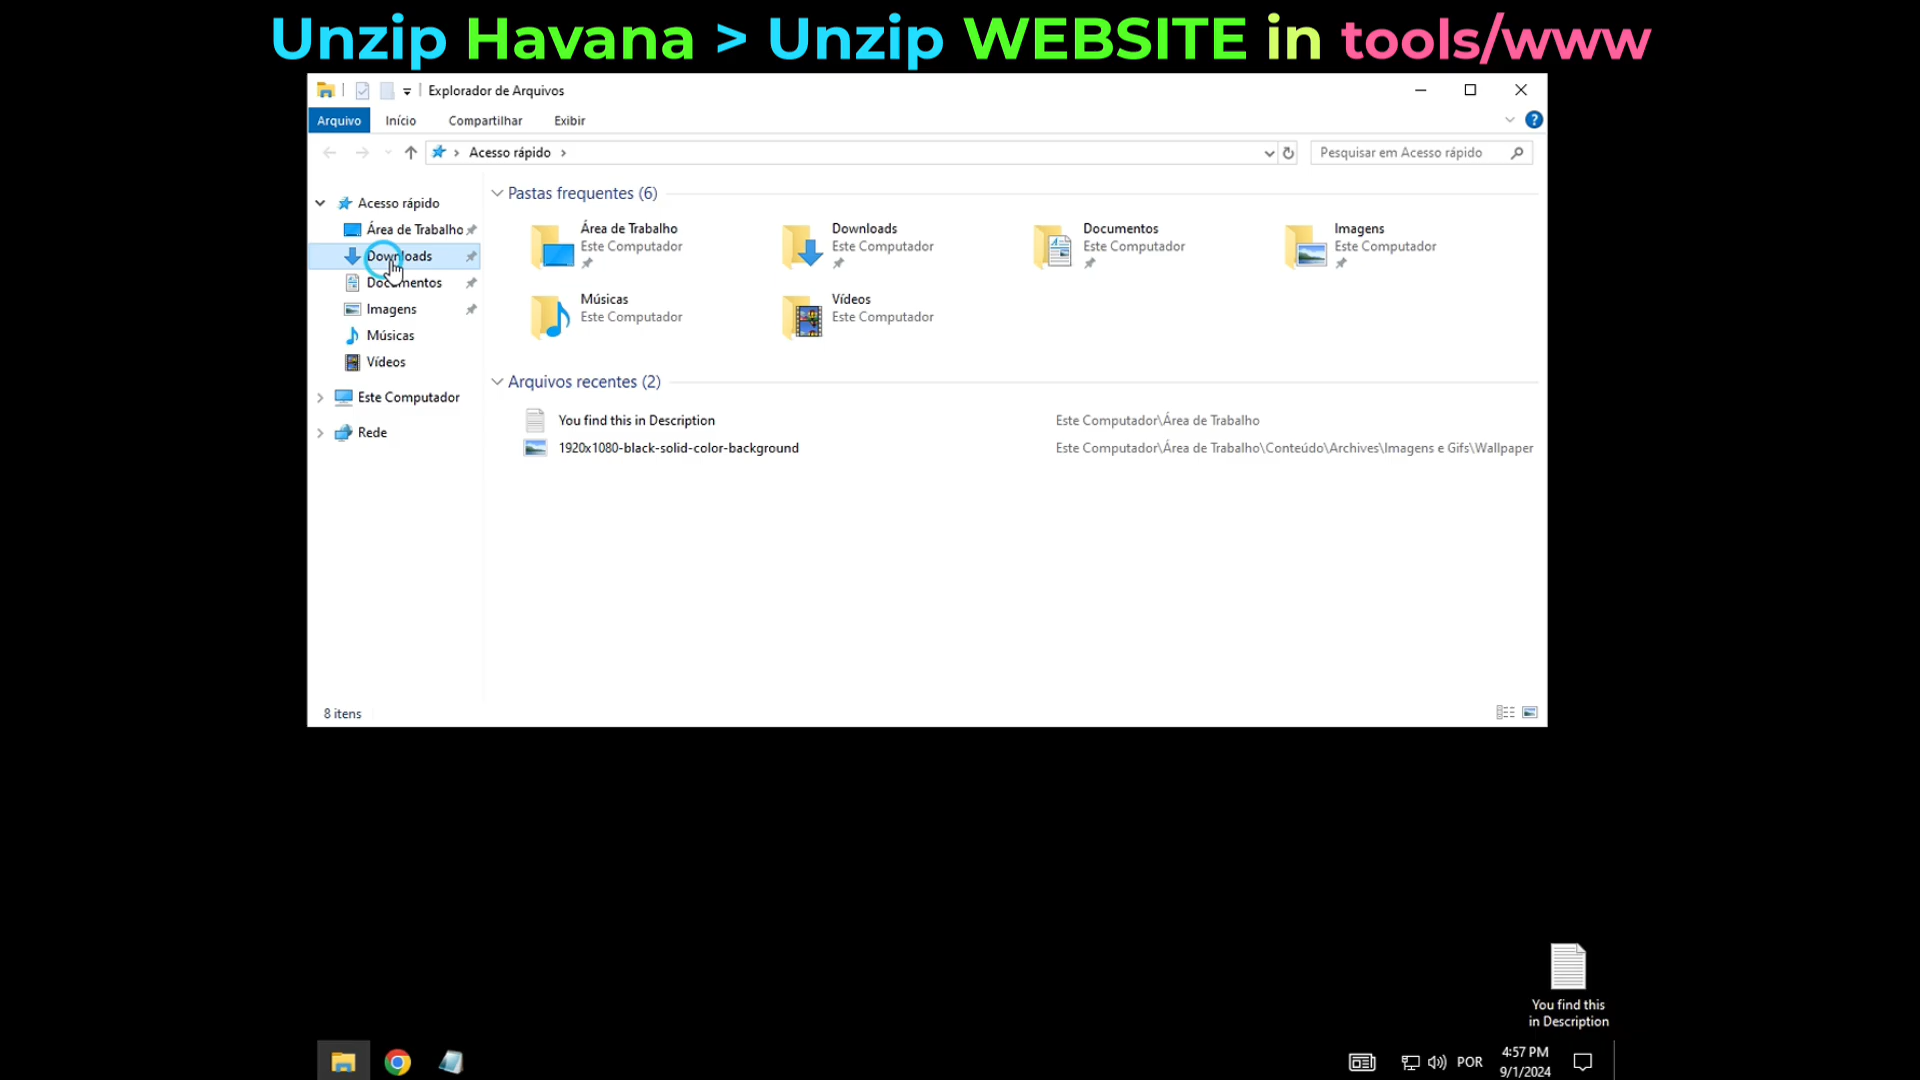 Unzip Havana > Unzip WEBSITE in tools/www
Explorador de Arquivos
Arquivo Início Compartilhar Exibir
Acesso rápido
Pesquisar em Acesso rápido
Acesso rápido
Área de Trabalho
Downloads
Documentos
Imagens
Músicas
Vídeos
Este Computador
Rede
Pastas frequentes (6)
Área de Trabalho
Este Computador
Downloads
Este Computador
Documentos
Este Computador
Imagens
Este Computador
Músicas
Este Computador
Vídeos
Este Computador
Arquivos recentes (2)
You find this in Description Este Computador\Área de Trabalho
1920x1080-black-solid-color-background Este Computador\Área de Trabalho\Conteúdo\Archives\Imagens e Gifs\Wallpaper
8 itens
You find this
in Description
POR
4:57 PM
9/1/2024